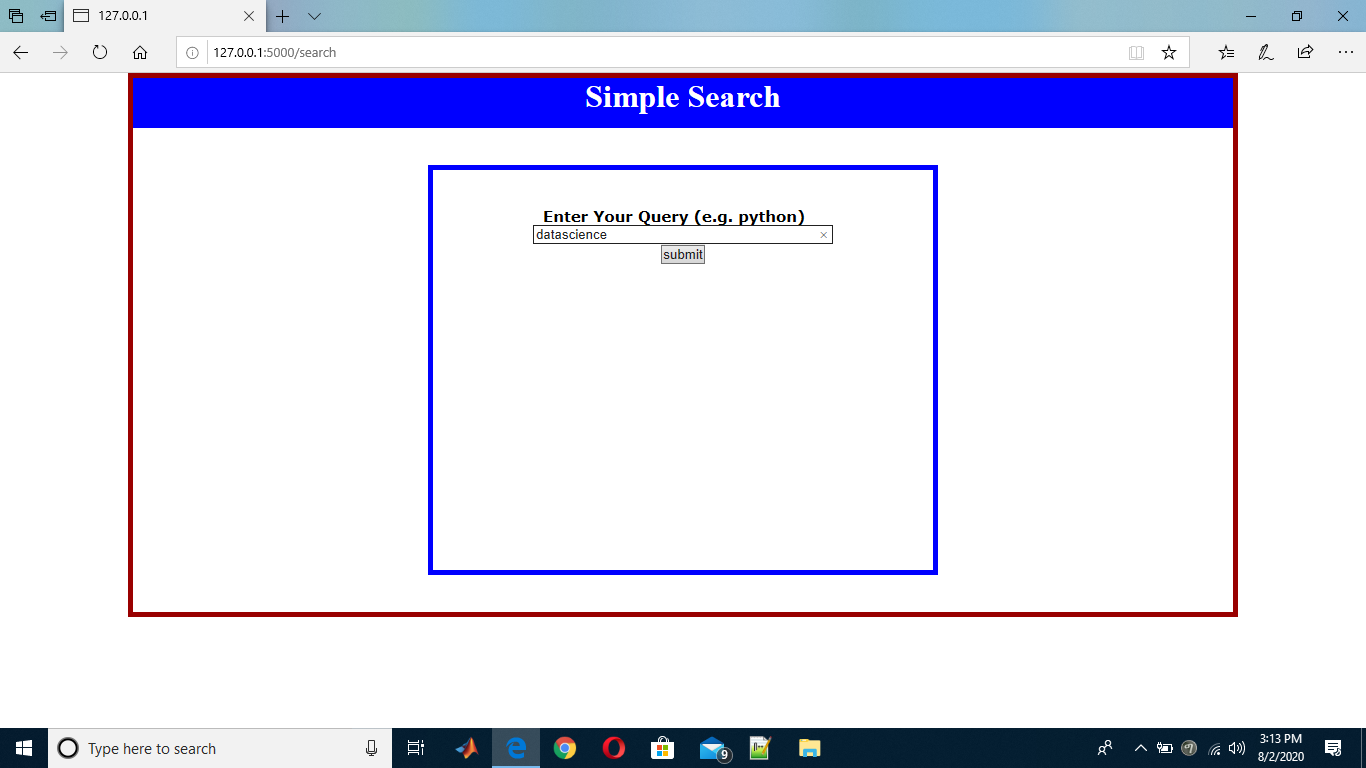 127.0.0.1
127.0.0.1:5000/search
Simple Search
Enter Your Query (e.g. python)
datascience
submit
Type here to search
9
3:13 PM
8/2/2020